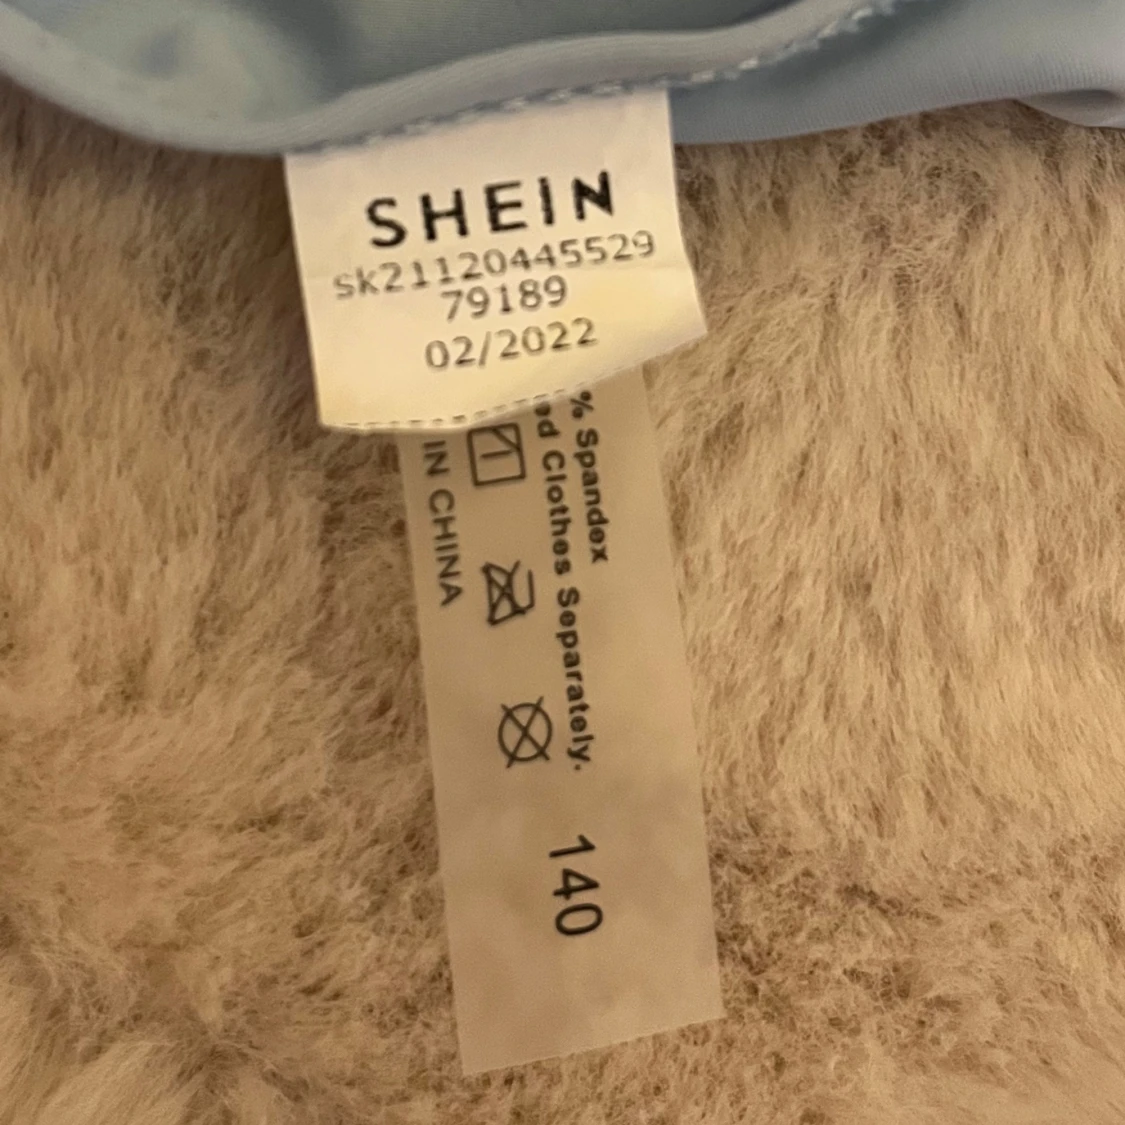 SHEIN
sk21120445529
79189
02/2022
% Spandex
Clothes Separately.
IN CHINA
140